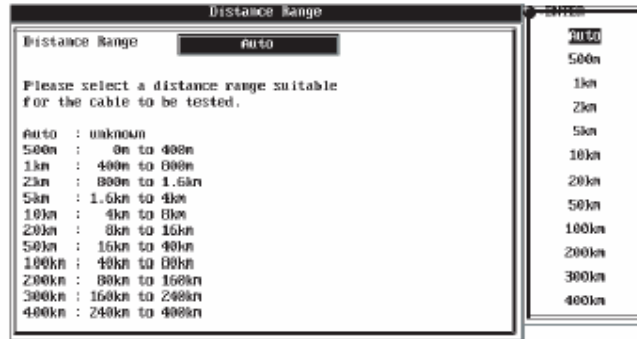 Distance Range
Distance Range Auto
Please select a distance range suitable
for the cable to be tested.
Auto : unknown
500m : 0m to 400m
1km : 400m to 800m
2km : 800m to 1.6km
5km : 1.6km to 4km
10km : 4km to 8km
20km : 8km to 16km
50km : 16km to 40km
100km : 40km to 80km
200km : 80km to 160km
300km : 160km to 240km
400km : 240km to 400km
ENTER
Auto
500m
1km
2km
5km
10km
20km
50km
100km
200km
300km
400km